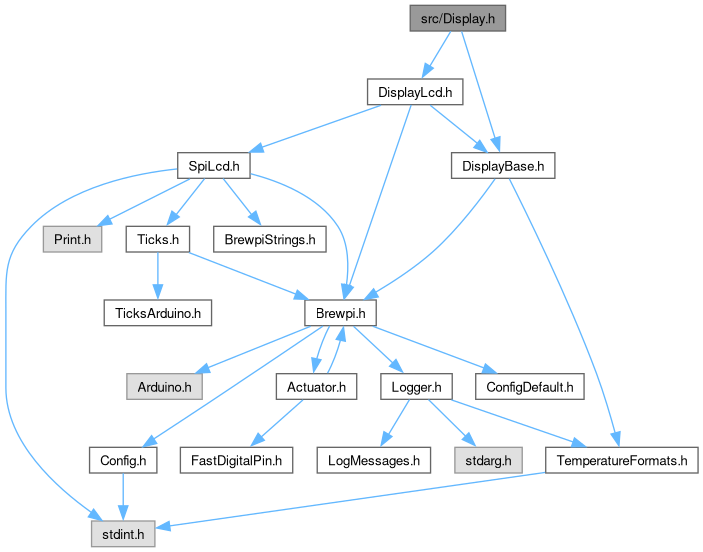 src/Display.h
DisplayLcd.h
SpiLcd.h
DisplayBase.h
Print.h
Ticks.h
BrewpiStrings.h
TicksArduino.h
Brewpi.h
Arduino.h
Actuator.h
Logger.h
ConfigDefault.h
Config.h
FastDigitalPin.h
LogMessages.h
stdarg.h
TemperatureFormats.h
stdint.h